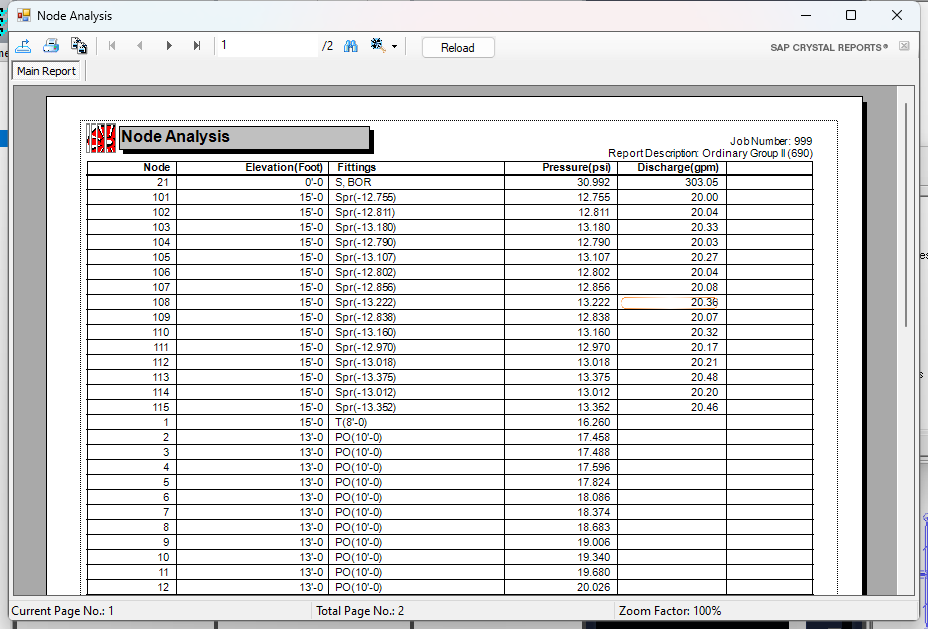 Node Analysis
1 /2 Reload SAP CRYSTAL REPORTS®
Main Report
Node Analysis
Job Number: 999
Report Description: Ordinary Group II (690)
Node Elevation(Foot) Fittings Pressure(psi) Discharge(gpm)
21 0'-0 S, BOR 30.992 303.05
101 15'-0 Spr(-12.755) 12.755 20.00
102 15'-0 Spr(-12.811) 12.811 20.04
103 15'-0 Spr(-13.180) 13.180 20.33
104 15'-0 Spr(-12.790) 12.790 20.03
105 15'-0 Spr(-13.107) 13.107 20.27
106 15'-0 Spr(-12.802) 12.802 20.04
107 15'-0 Spr(-12.856) 12.856 20.08
108 15'-0 Spr(-13.222) 13.222 20.36
109 15'-0 Spr(-12.838) 12.838 20.07
110 15'-0 Spr(-13.160) 13.160 20.32
111 15'-0 Spr(-12.970) 12.970 20.17
112 15'-0 Spr(-13.018) 13.018 20.21
113 15'-0 Spr(-13.375) 13.375 20.48
114 15'-0 Spr(-13.012) 13.012 20.20
115 15'-0 Spr(-13.352) 13.352 20.46
1 15'-0 T(8'-0) 16.260
2 13'-0 PO(10'-0) 17.458
3 13'-0 PO(10'-0) 17.488
4 13'-0 PO(10'-0) 17.596
5 13'-0 PO(10'-0) 17.824
6 13'-0 PO(10'-0) 18.086
7 13'-0 PO(10'-0) 18.374
8 13'-0 PO(10'-0) 18.683
9 13'-0 PO(10'-0) 19.006
10 13'-0 PO(10'-0) 19.340
11 13'-0 PO(10'-0) 19.680
12 13'-0 PO(10'-0) 20.026
Current Page No.: 1 Total Page No.: 2 Zoom Factor: 100%